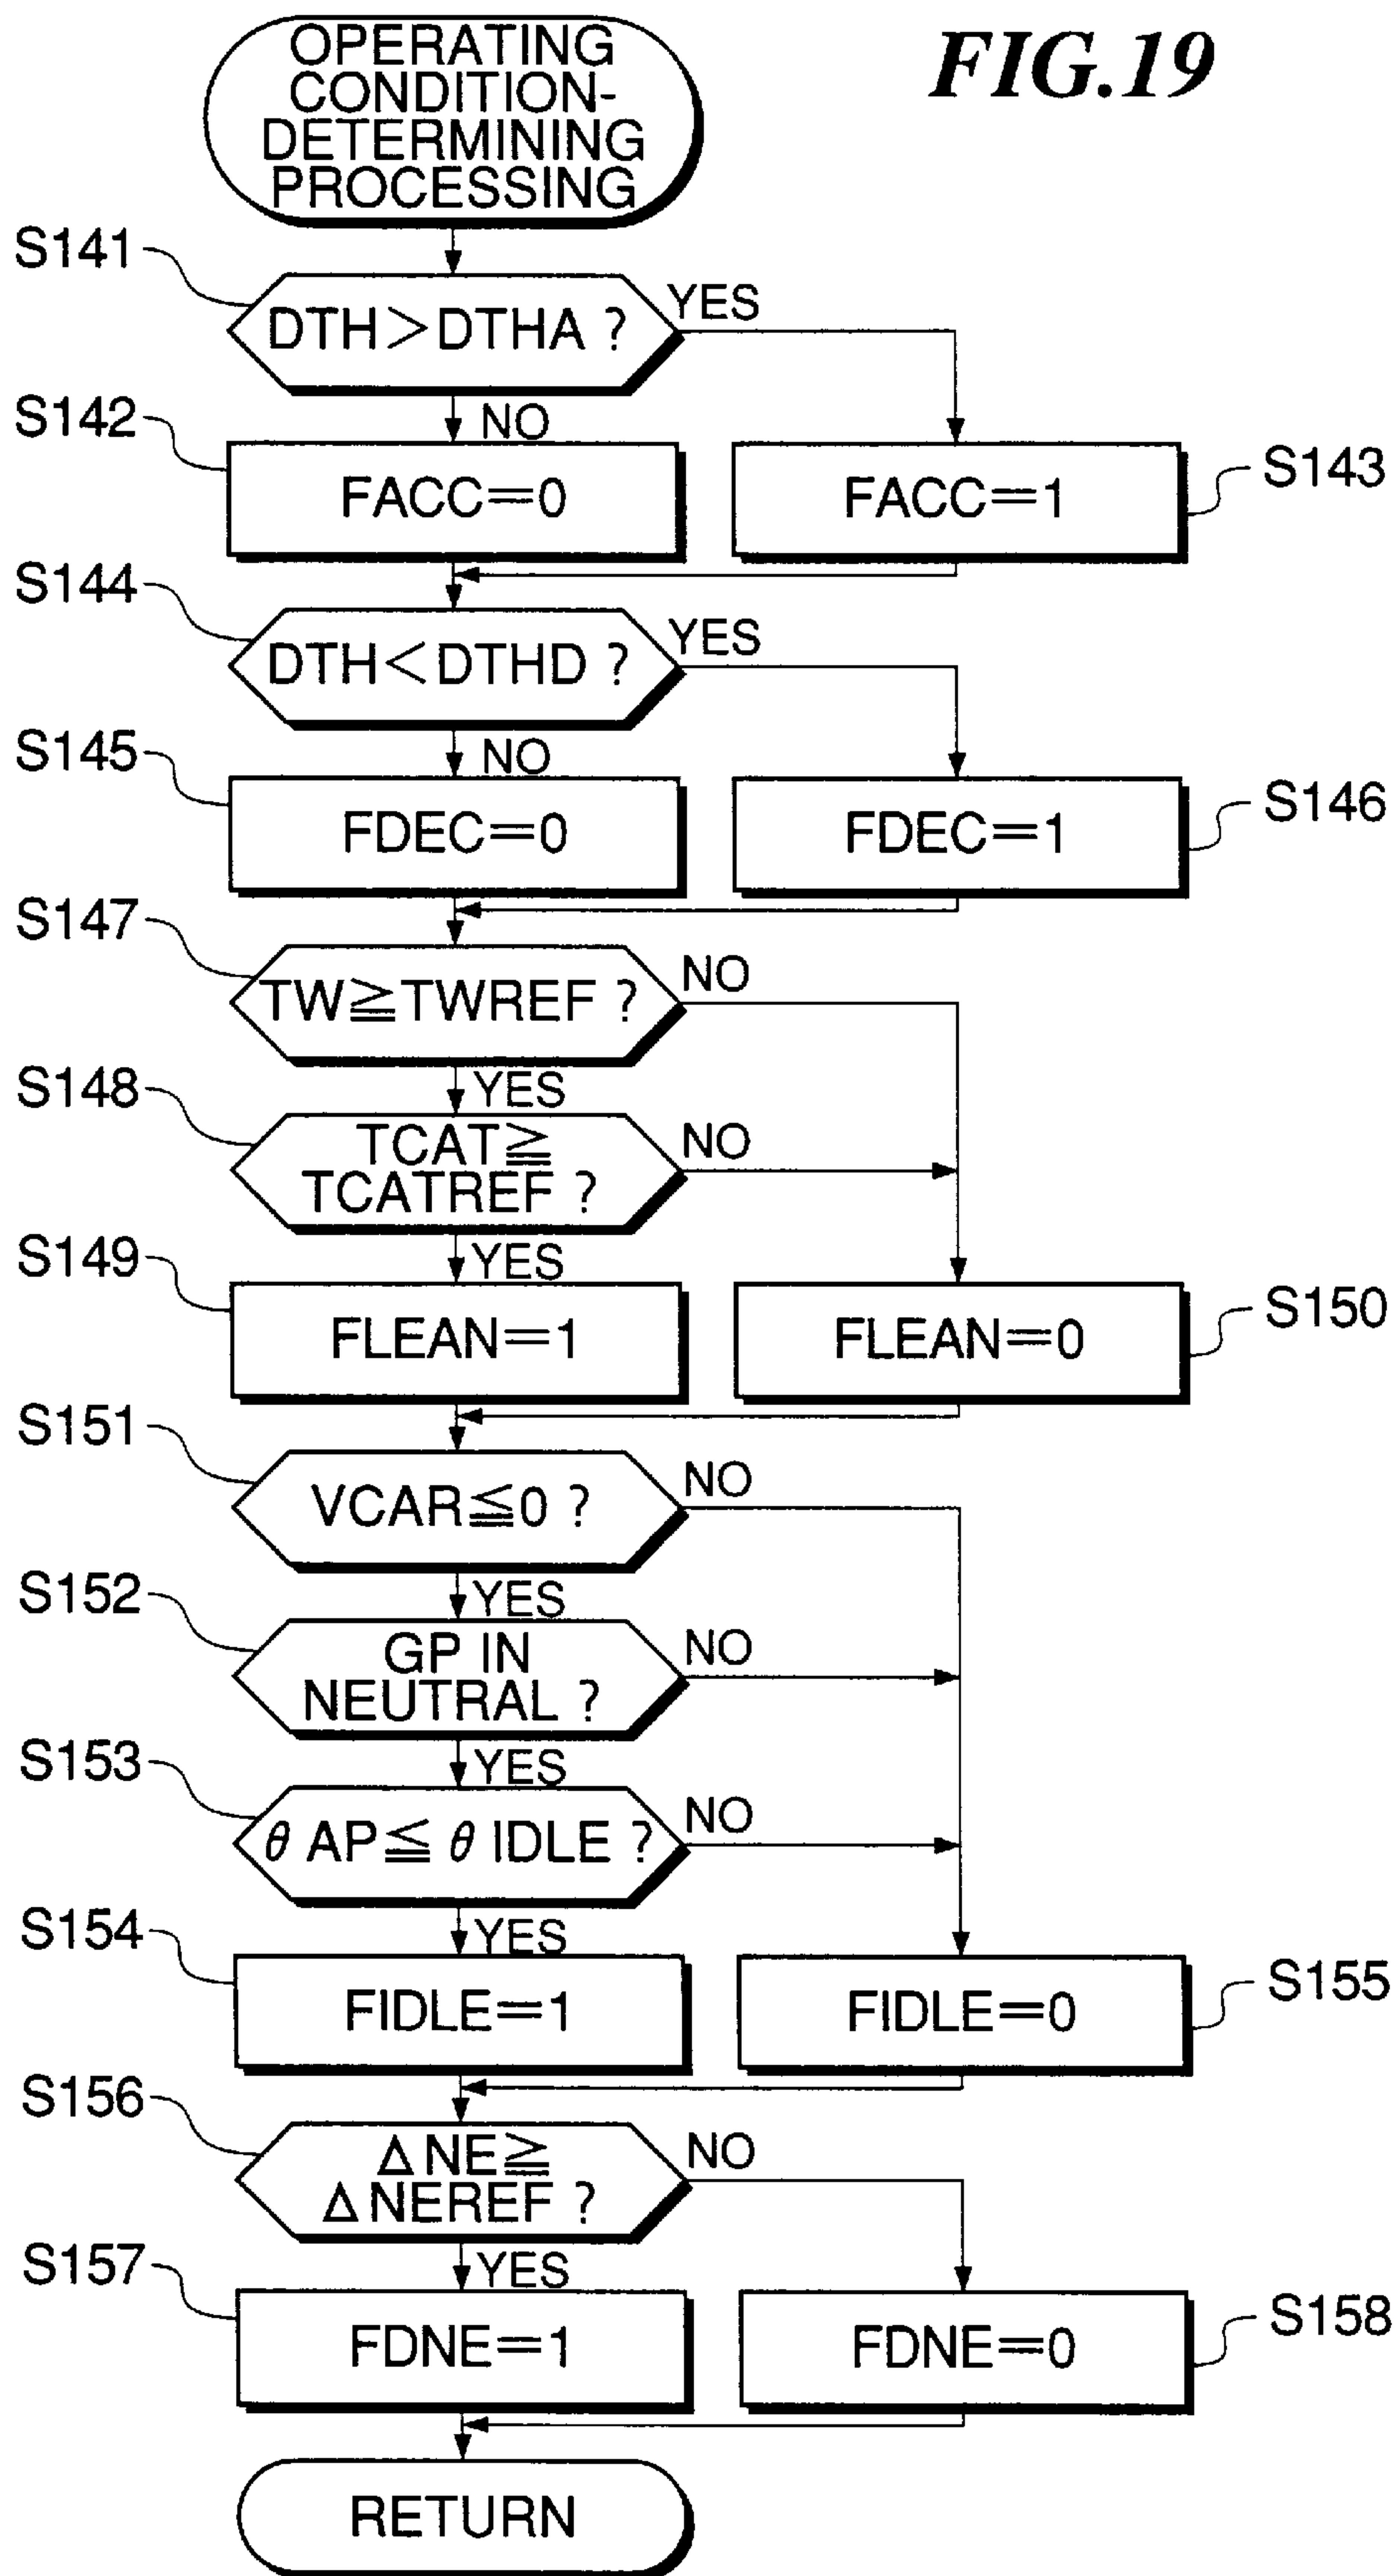 FIG.19
OPERATING
CONDITION-
DETERMINING
PROCESSING
S141
DTH>DTHA ?
YES
NO
S142
FACC=0
FACC=1
S143
S144
DTH<DTHD ?
YES
NO
S145
FDEC=0
FDEC=1
S146
S147
TW≧TWREF ?
NO
YES
S148
TCAT≧
TCATREF ?
NO
YES
S149
FLEAN=1
FLEAN=0
S150
S151
VCAR≦0 ?
NO
YES
S152
GP IN
NEUTRAL ?
NO
YES
S153
θ AP≦ θ IDLE ?
NO
YES
S154
FIDLE=1
FIDLE=0
S155
S156
Δ NE≧
Δ NEREF ?
NO
YES
S157
FDNE=1
FDNE=0
S158
RETURN